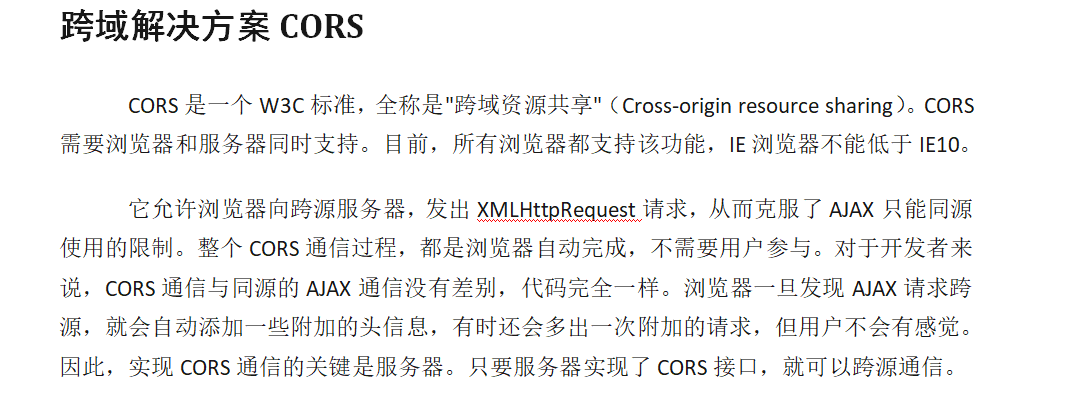 跨域解决方案 CORS
CORS 是一个 W3C 标准，全称是"跨域资源共享"（Cross-origin resource sharing）。CORS
需要浏览器和服务器同时支持。目前，所有浏览器都支持该功能，IE 浏览器不能低于 IE10。
它允许浏览器向跨源服务器，发出 XMLHttpRequest 请求，从而克服了 AJAX 只能同源
使用的限制。整个 CORS 通信过程，都是浏览器自动完成，不需要用户参与。对于开发者来
说，CORS 通信与同源的 AJAX 通信没有差别，代码完全一样。浏览器一旦发现 AJAX 请求跨
源，就会自动添加一些附加的头信息，有时还会多出一次附加的请求，但用户不会有感觉。
因此，实现 CORS 通信的关键是服务器。只要服务器实现了 CORS 接口，就可以跨源通信。